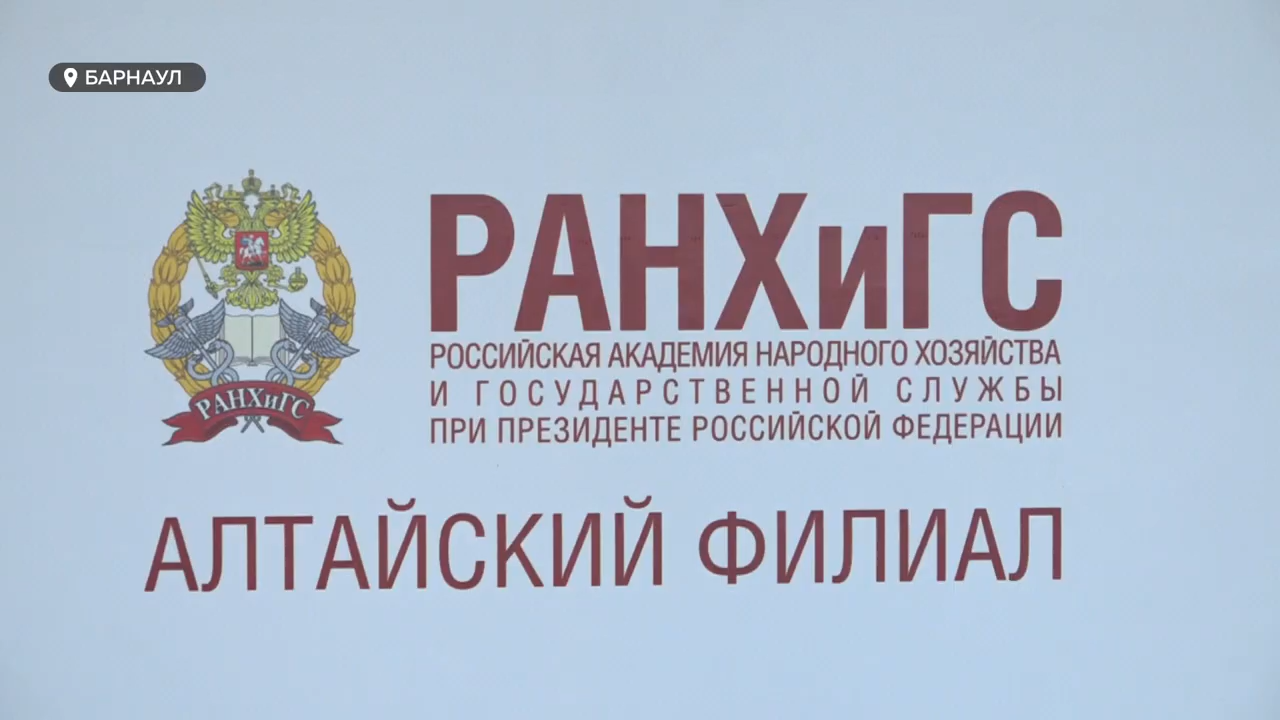 БАРНАУЛ
РАНХиГС
РОССИЙСКАЯ АКАДЕМИЯ НАРОДНОГО ХОЗЯЙСТВА
И ГОСУДАРСТВЕННОЙ СЛУЖБЫ
ПРИ ПРЕЗИДЕНТЕ РОССИЙСКОЙ ФЕДЕРАЦИИ
РАНХиГС
АЛТАЙСКИЙ ФИЛИАЛ